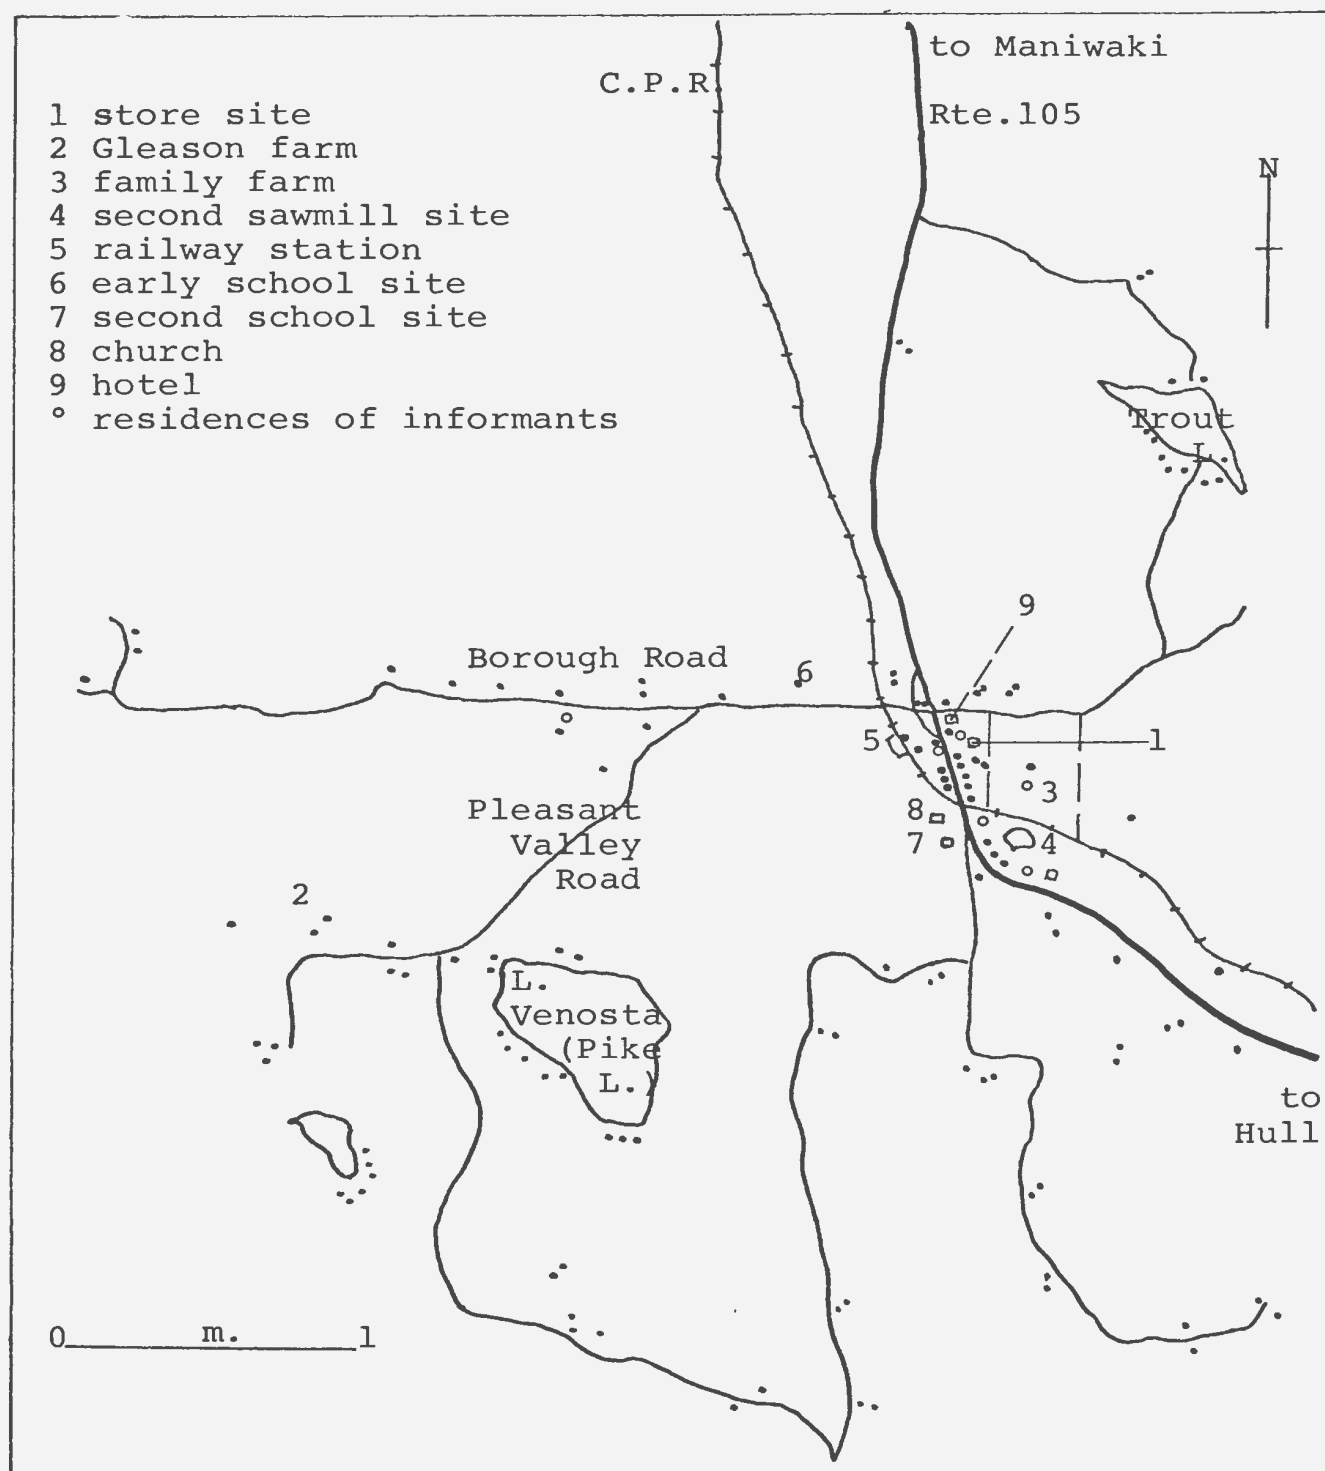 to Maniwaki
C.P.R.
Rte.105
1 store site
2 Gleason farm
3 family farm
4 second sawmill site
5 railway station
6 early school site
7 second school site
8 church
9 hotel
° residences of informants
N
Trout
L.
9
Borough Road
6
5
1
3
Pleasant
Valley
Road
8
7
4
2
L.
Venosta
(Pike
L.)
to
Hull
0 m. 1